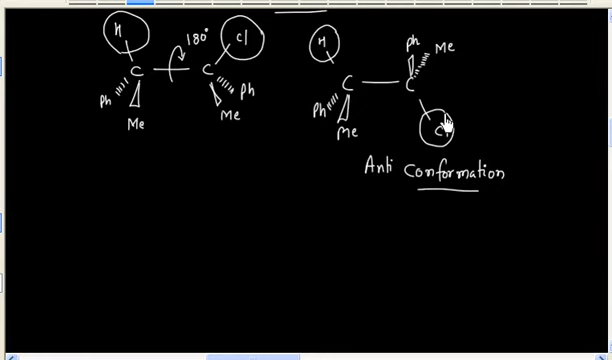 H 180° Cl
C C
Ph Me Ph Me
H Ph Me
C C
Ph Me Cl
Anti Conformation